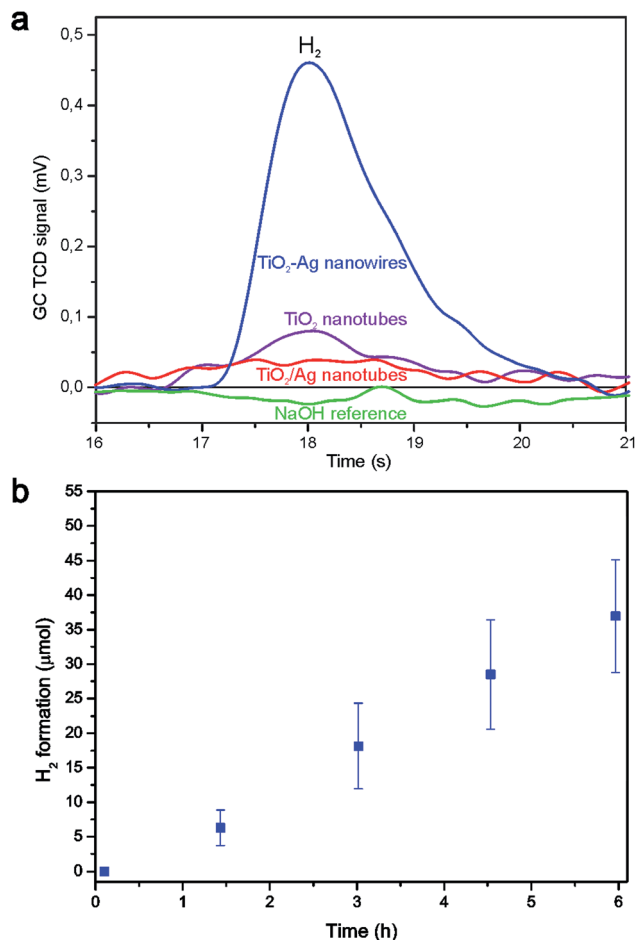 a
GC TCD signal (mV)
0,5
0,4
0,3
0,2
0,1
0,0
H₂
TiO₂-Ag nanowires
TiO₂ nanotubes
TiO₂/Ag nanotubes
NaOH reference
16 17 18 19 20 21
Time (s)
b
H₂ formation (μmol)
55
50
45
40
35
30
25
20
15
10
5
0
0 1 2 3 4 5 6
Time (h)